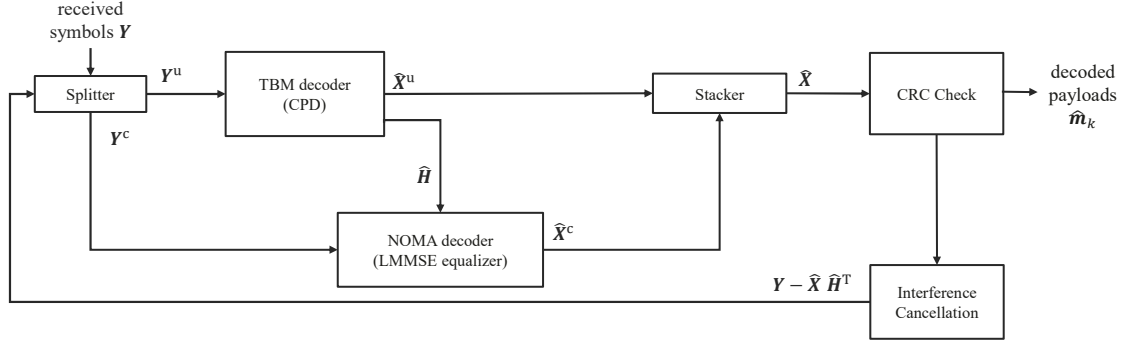 received
symbols 𝒀
Splitter
𝒀ᵘ
TBM decoder
(CPD)
X̂ᵘ
Stacker
X̂
CRC Check
decoded
payloads
m̂ₖ
𝒀ᶜ
Ĥ
NOMA decoder
(LMMSE equalizer)
X̂ᶜ
𝒀 − X̂ Ĥᵀ
Interference
Cancellation